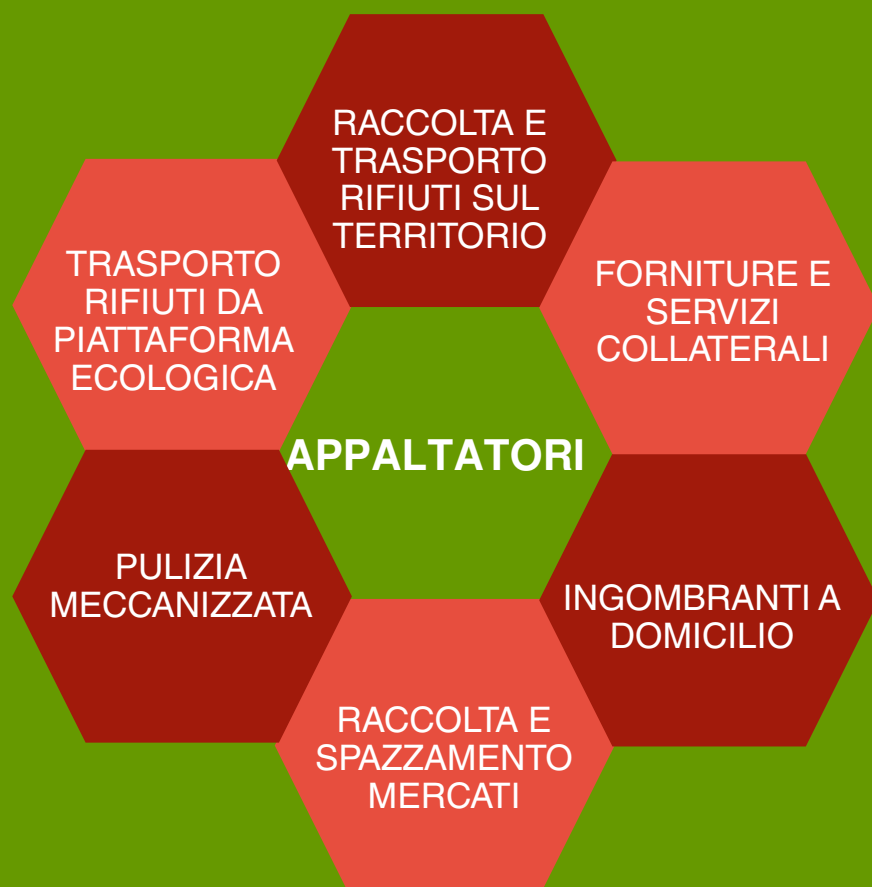 RACCOLTA E
TRASPORTO
RIFIUTI SUL
TERRITORIO
TRASPORTO
RIFIUTI DA
PIATTAFORMA
ECOLOGICA
FORNITURE E
SERVIZI
COLLATERALI
APPALTATORI
PULIZIA
MECCANIZZATA
INGOMBRANTI A
DOMICILIO
RACCOLTA E
SPAZZAMENTO
MERCATI